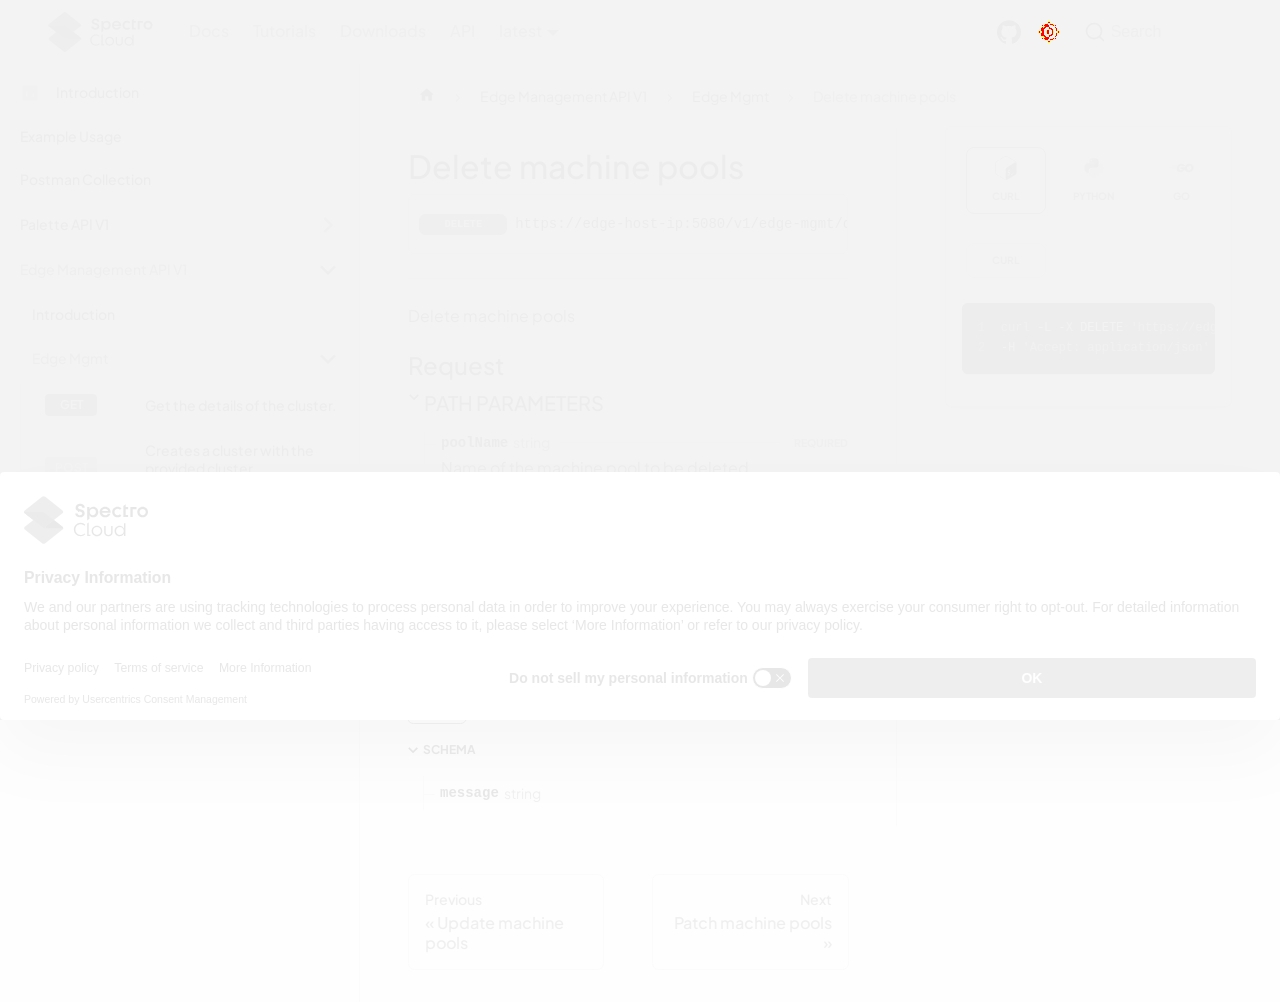 Spectro Cloud
Docs Tutorials Downloads API latest
Search
Introduction
Example Usage
Postman Collection
Palette API V1
Edge Management API V1
Introduction
Edge Mgmt
GET Get the details of the cluster.
Creates a cluster with the
provided cluster
Edge Management API V1 Edge Mgmt Delete machine pools
Delete machine pools
https://edge-host-ip:5080/v1/edge-mgmt/c
Delete machine pools
Request
PATH PARAMETERS
poolName string REQUIRED
Name of the machine pool to be deleted
CURL PYTHON GO
CURL
DELETE
Spectro
Cloud
Privacy Information
We and our partners are using tracking technologies to process personal data in order to improve your experience. You may always exercise your consumer right to opt-out. For detailed information
about personal information we collect and third parties having access to it, please select ‘More Information’ or refer to our privacy policy.
Privacy policy Terms of service More Information
Powered by Usercentrics Consent Management
Do not sell my personal information
OK
SCHEMA
message string
Previous
« Update machine
pools
Next
Patch machine pools
»